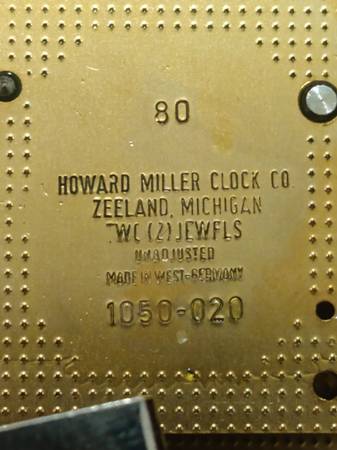 80
HOWARD MILLER CLOCK CO.
ZEELAND, MICHIGAN
TWO (2) JEWELS
UNADJUSTED
MADE IN WEST-GERMANY
1050-020